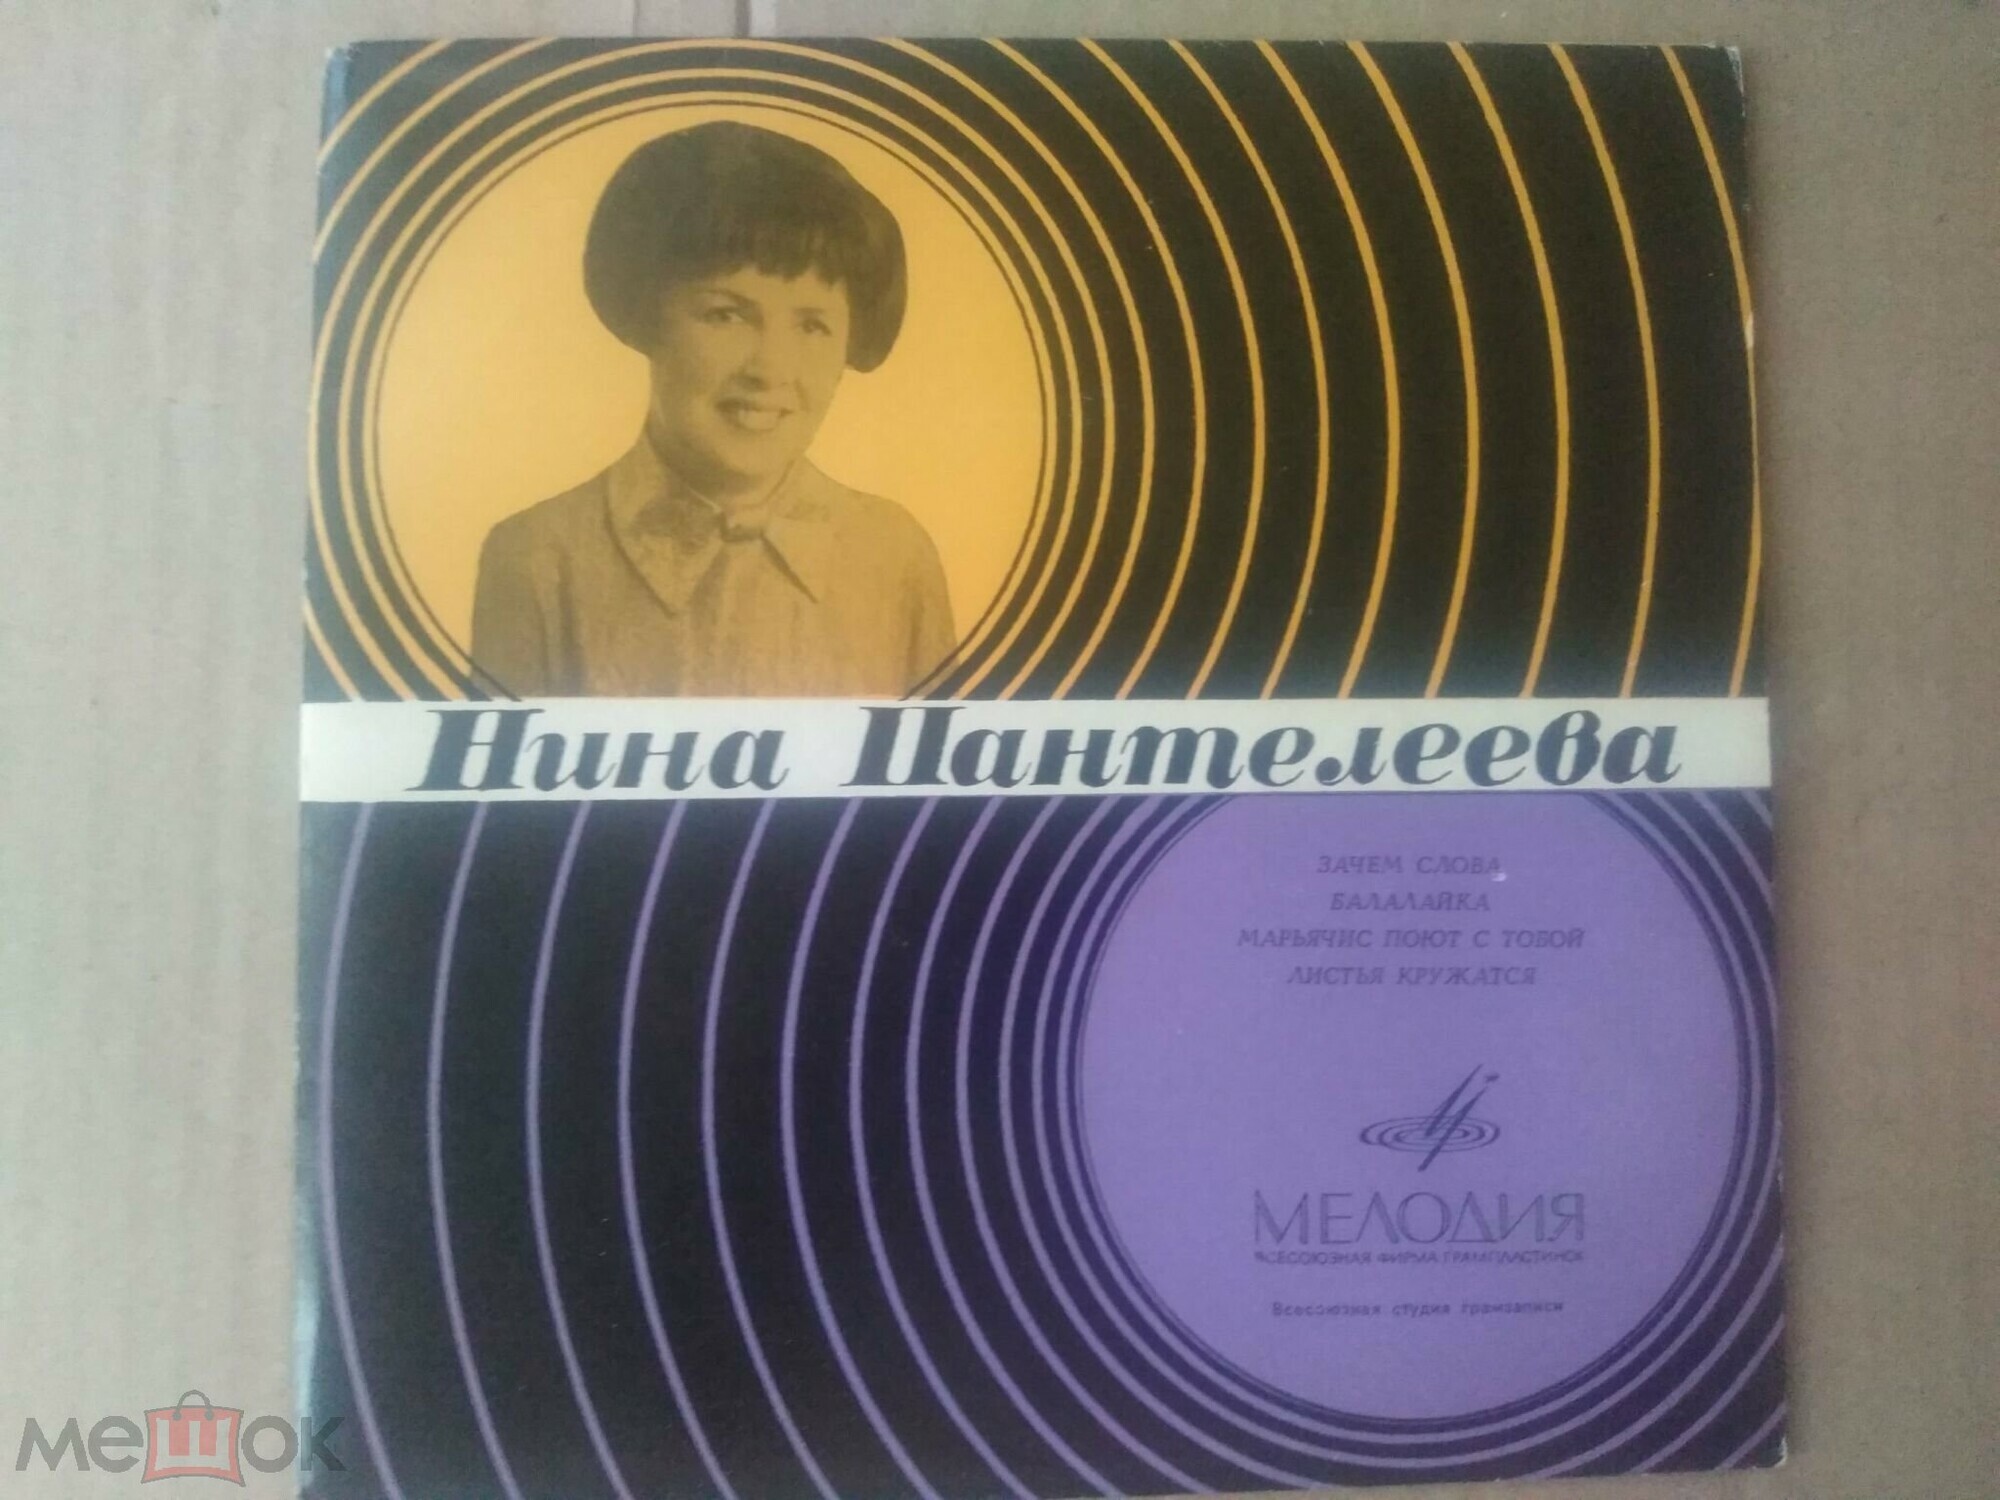 Нина Пантелеева
ЗАЧЕМ СЛОВА
БАЛАЛАЙКА
МАРЬЯЧИС ПОЮТ С ТОБОЙ
ЛИСТЬЯ КРУЖАТСЯ
МЕЛОДИЯ
ВСЕСОЮЗНАЯ ФИРМА ГРАМПЛАСТИНОК
Всесоюзная студия грамзаписи
мешок